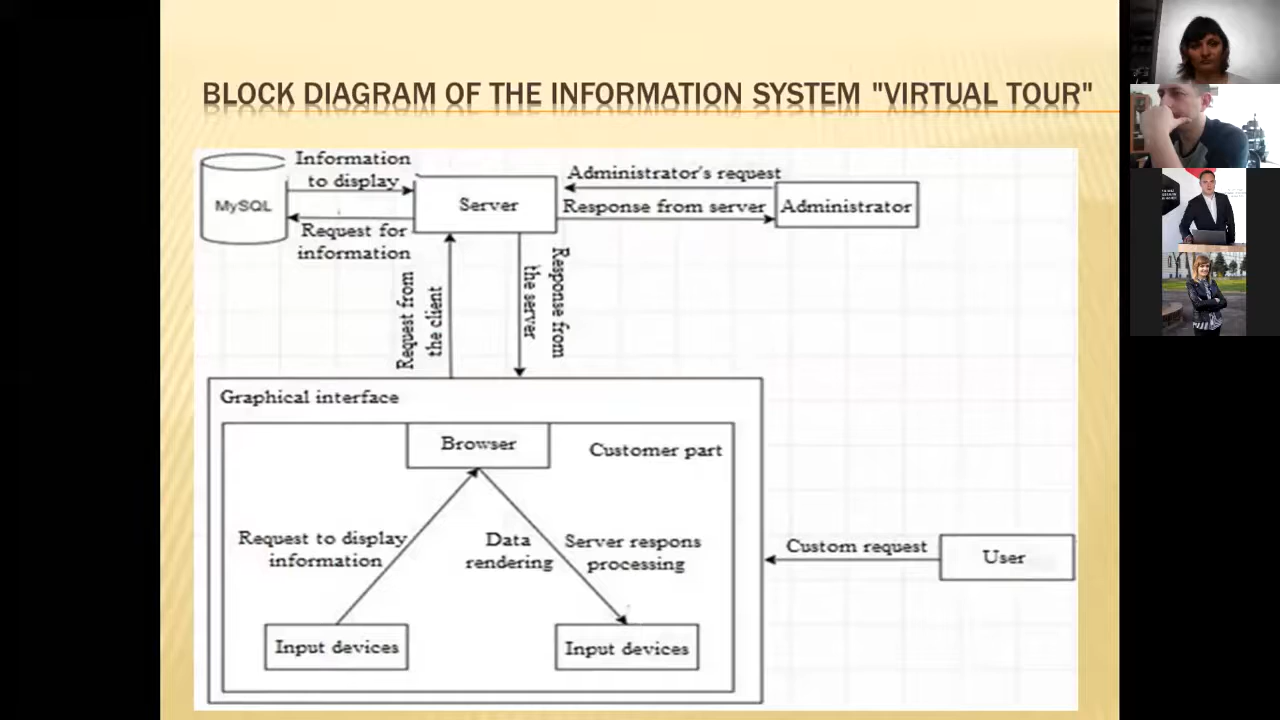 BLOCK DIAGRAM OF THE INFORMATION SYSTEM "VIRTUAL TOUR"
Information
to display
MySQL
Request for
information
Server
Administrator's request
Response from server
Administrator
Request from
the client
Response from
the server
Graphical interface
Browser
Customer part
Request to display
information
Data
rendering
Server respons
processing
Input devices
Input devices
Custom request
User